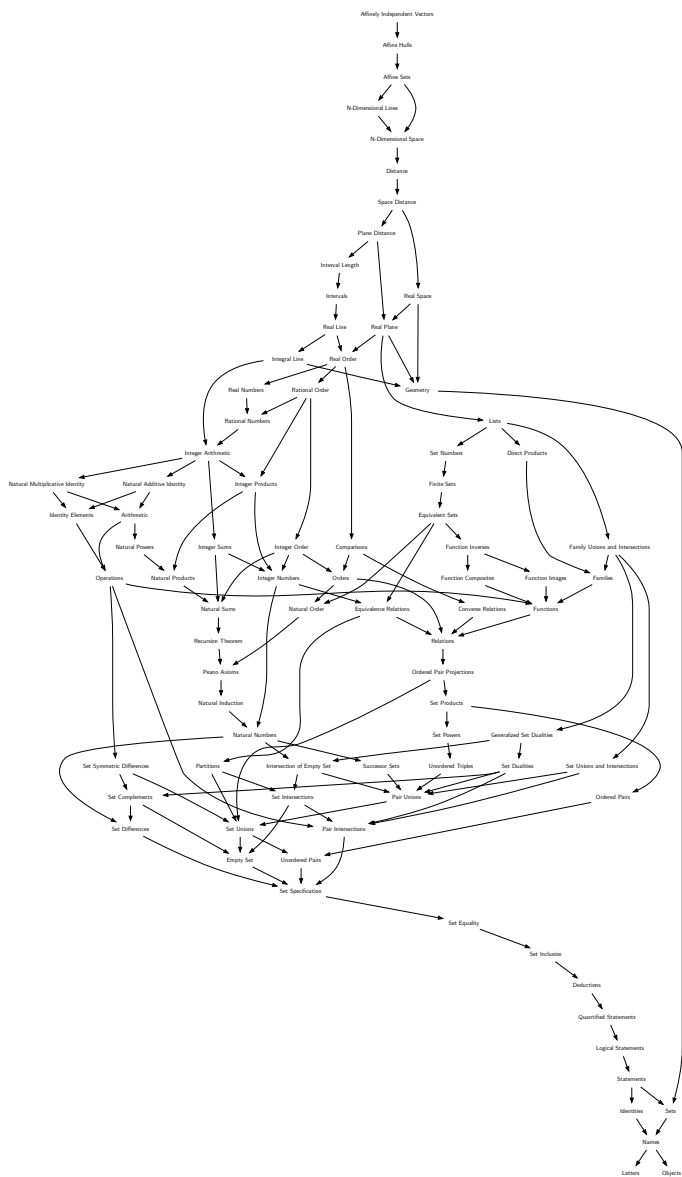 Affinely Independent Vectors
Affine Hulls
Affine Sets
N-Dimensional Lines
N-Dimensional Space
Distance
Space Distance
Plane Distance
Interval Length
Intervals
Real Space
Real Line
Real Plane
Integral Line
Real Order
Real Numbers
Rational Order
Geometry
Rational Numbers
Lists
Integer Arithmetic
Set Numbers
Direct Products
Natural Multiplicative Identity
Natural Additive Identity
Integer Products
Finite Sets
Identity Elements
Arithmetic
Equivalent Sets
Natural Powers
Integer Sums
Integer Order
Comparisons
Function Inverses
Family Unions and Intersections
Operations
Natural Products
Integer Numbers
Orders
Function Composites
Function Images
Families
Natural Sums
Natural Order
Equivalence Relations
Converse Relations
Functions
Recursion Theorem
Relations
Peano Axioms
Ordered Pair Projections
Natural Induction
Set Products
Natural Numbers
Set Powers
Generalized Set Dualities
Set Symmetric Differences
Partitions
Intersection of Empty Set
Successor Sets
Unordered Triples
Set Dualities
Set Unions and Intersections
Set Complements
Set Intersections
Pair Unions
Ordered Pairs
Set Differences
Set Unions
Pair Intersections
Empty Set
Unordered Pairs
Set Specification
Set Equality
Set Inclusion
Deductions
Quantified Statements
Logical Statements
Statements
Identities
Sets
Names
Letters
Objects